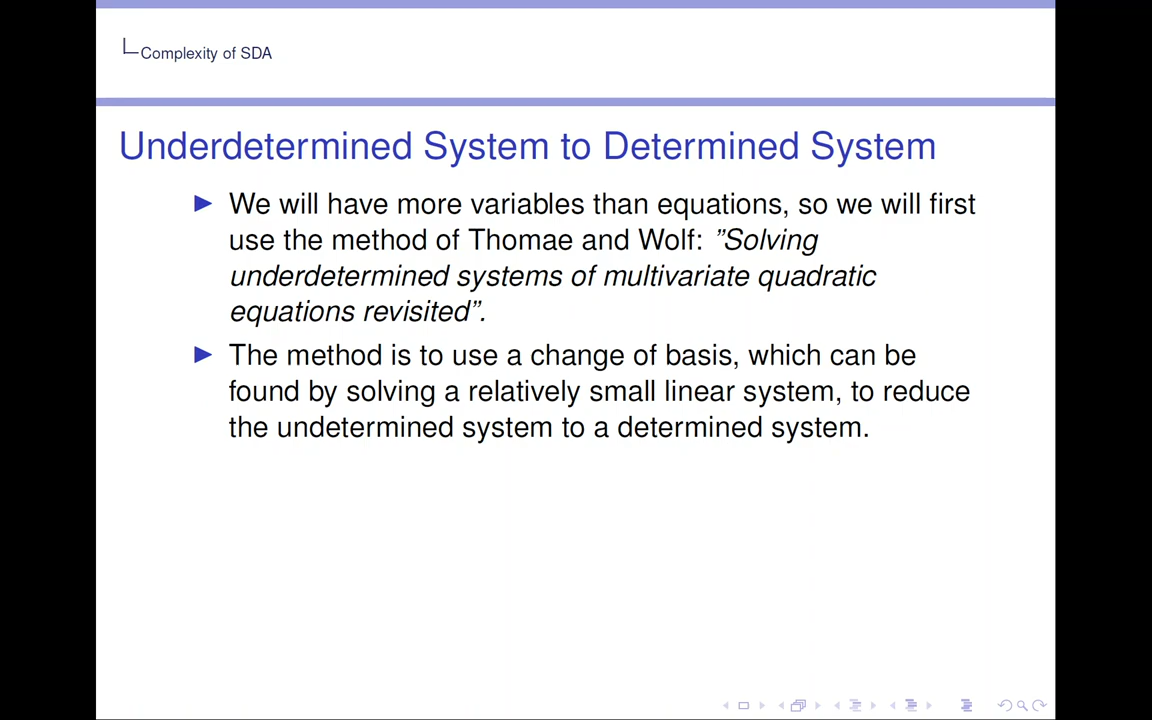 Complexity of SDA
Underdetermined System to Determined System
We will have more variables than equations, so we will first
use the method of Thomae and Wolf: ”Solving
underdetermined systems of multivariate quadratic
equations revisited”.
The method is to use a change of basis, which can be
found by solving a relatively small linear system, to reduce
the undetermined system to a determined system.